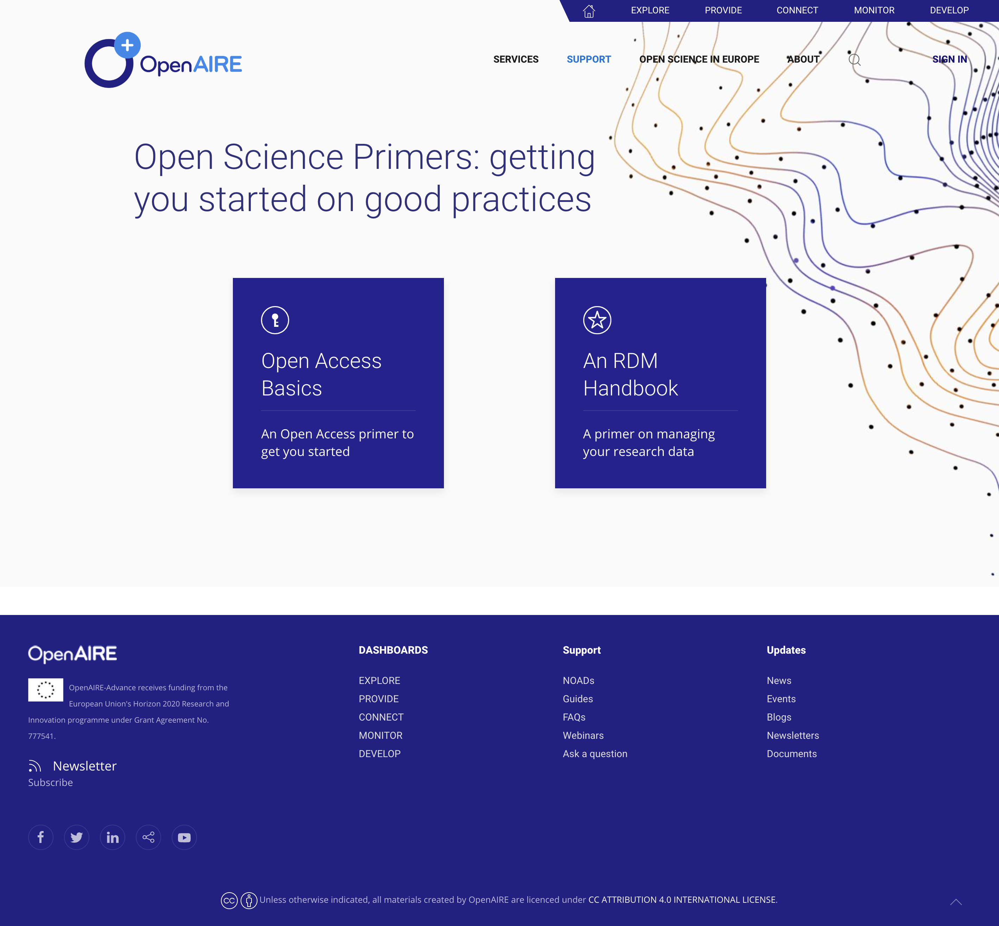 EXPLORE PROVIDE CONNECT MONITOR DEVELOP
OpenAIRE
SERVICES SUPPORT OPEN SCIENCE IN EUROPE ABOUT SIGN IN
Open Science Primers: getting
you started on good practices
Open Access
Basics
An Open Access primer to
get you started
An RDM
Handbook
A primer on managing
your research data
OpenAIRE
OpenAIRE-Advance receives funding from the
European Union's Horizon 2020 Research and
Innovation programme under Grant Agreement No.
777541.
Newsletter
Subscribe
DASHBOARDS
EXPLORE
PROVIDE
CONNECT
MONITOR
DEVELOP
Support
NOADs
Guides
FAQs
Webinars
Ask a question
Updates
News
Events
Blogs
Newsletters
Documents
Unless otherwise indicated, all materials created by OpenAIRE are licenced under CC ATTRIBUTION 4.0 INTERNATIONAL LICENSE.